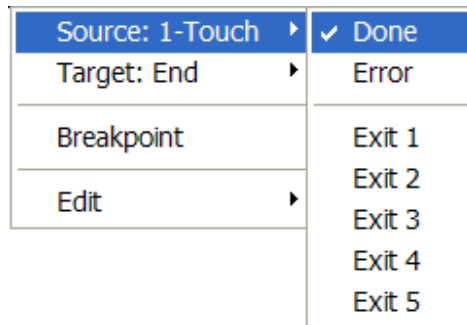 Source: 1-Touch
Target: End
Breakpoint
Edit
Done
Error
Exit 1
Exit 2
Exit 3
Exit 4
Exit 5